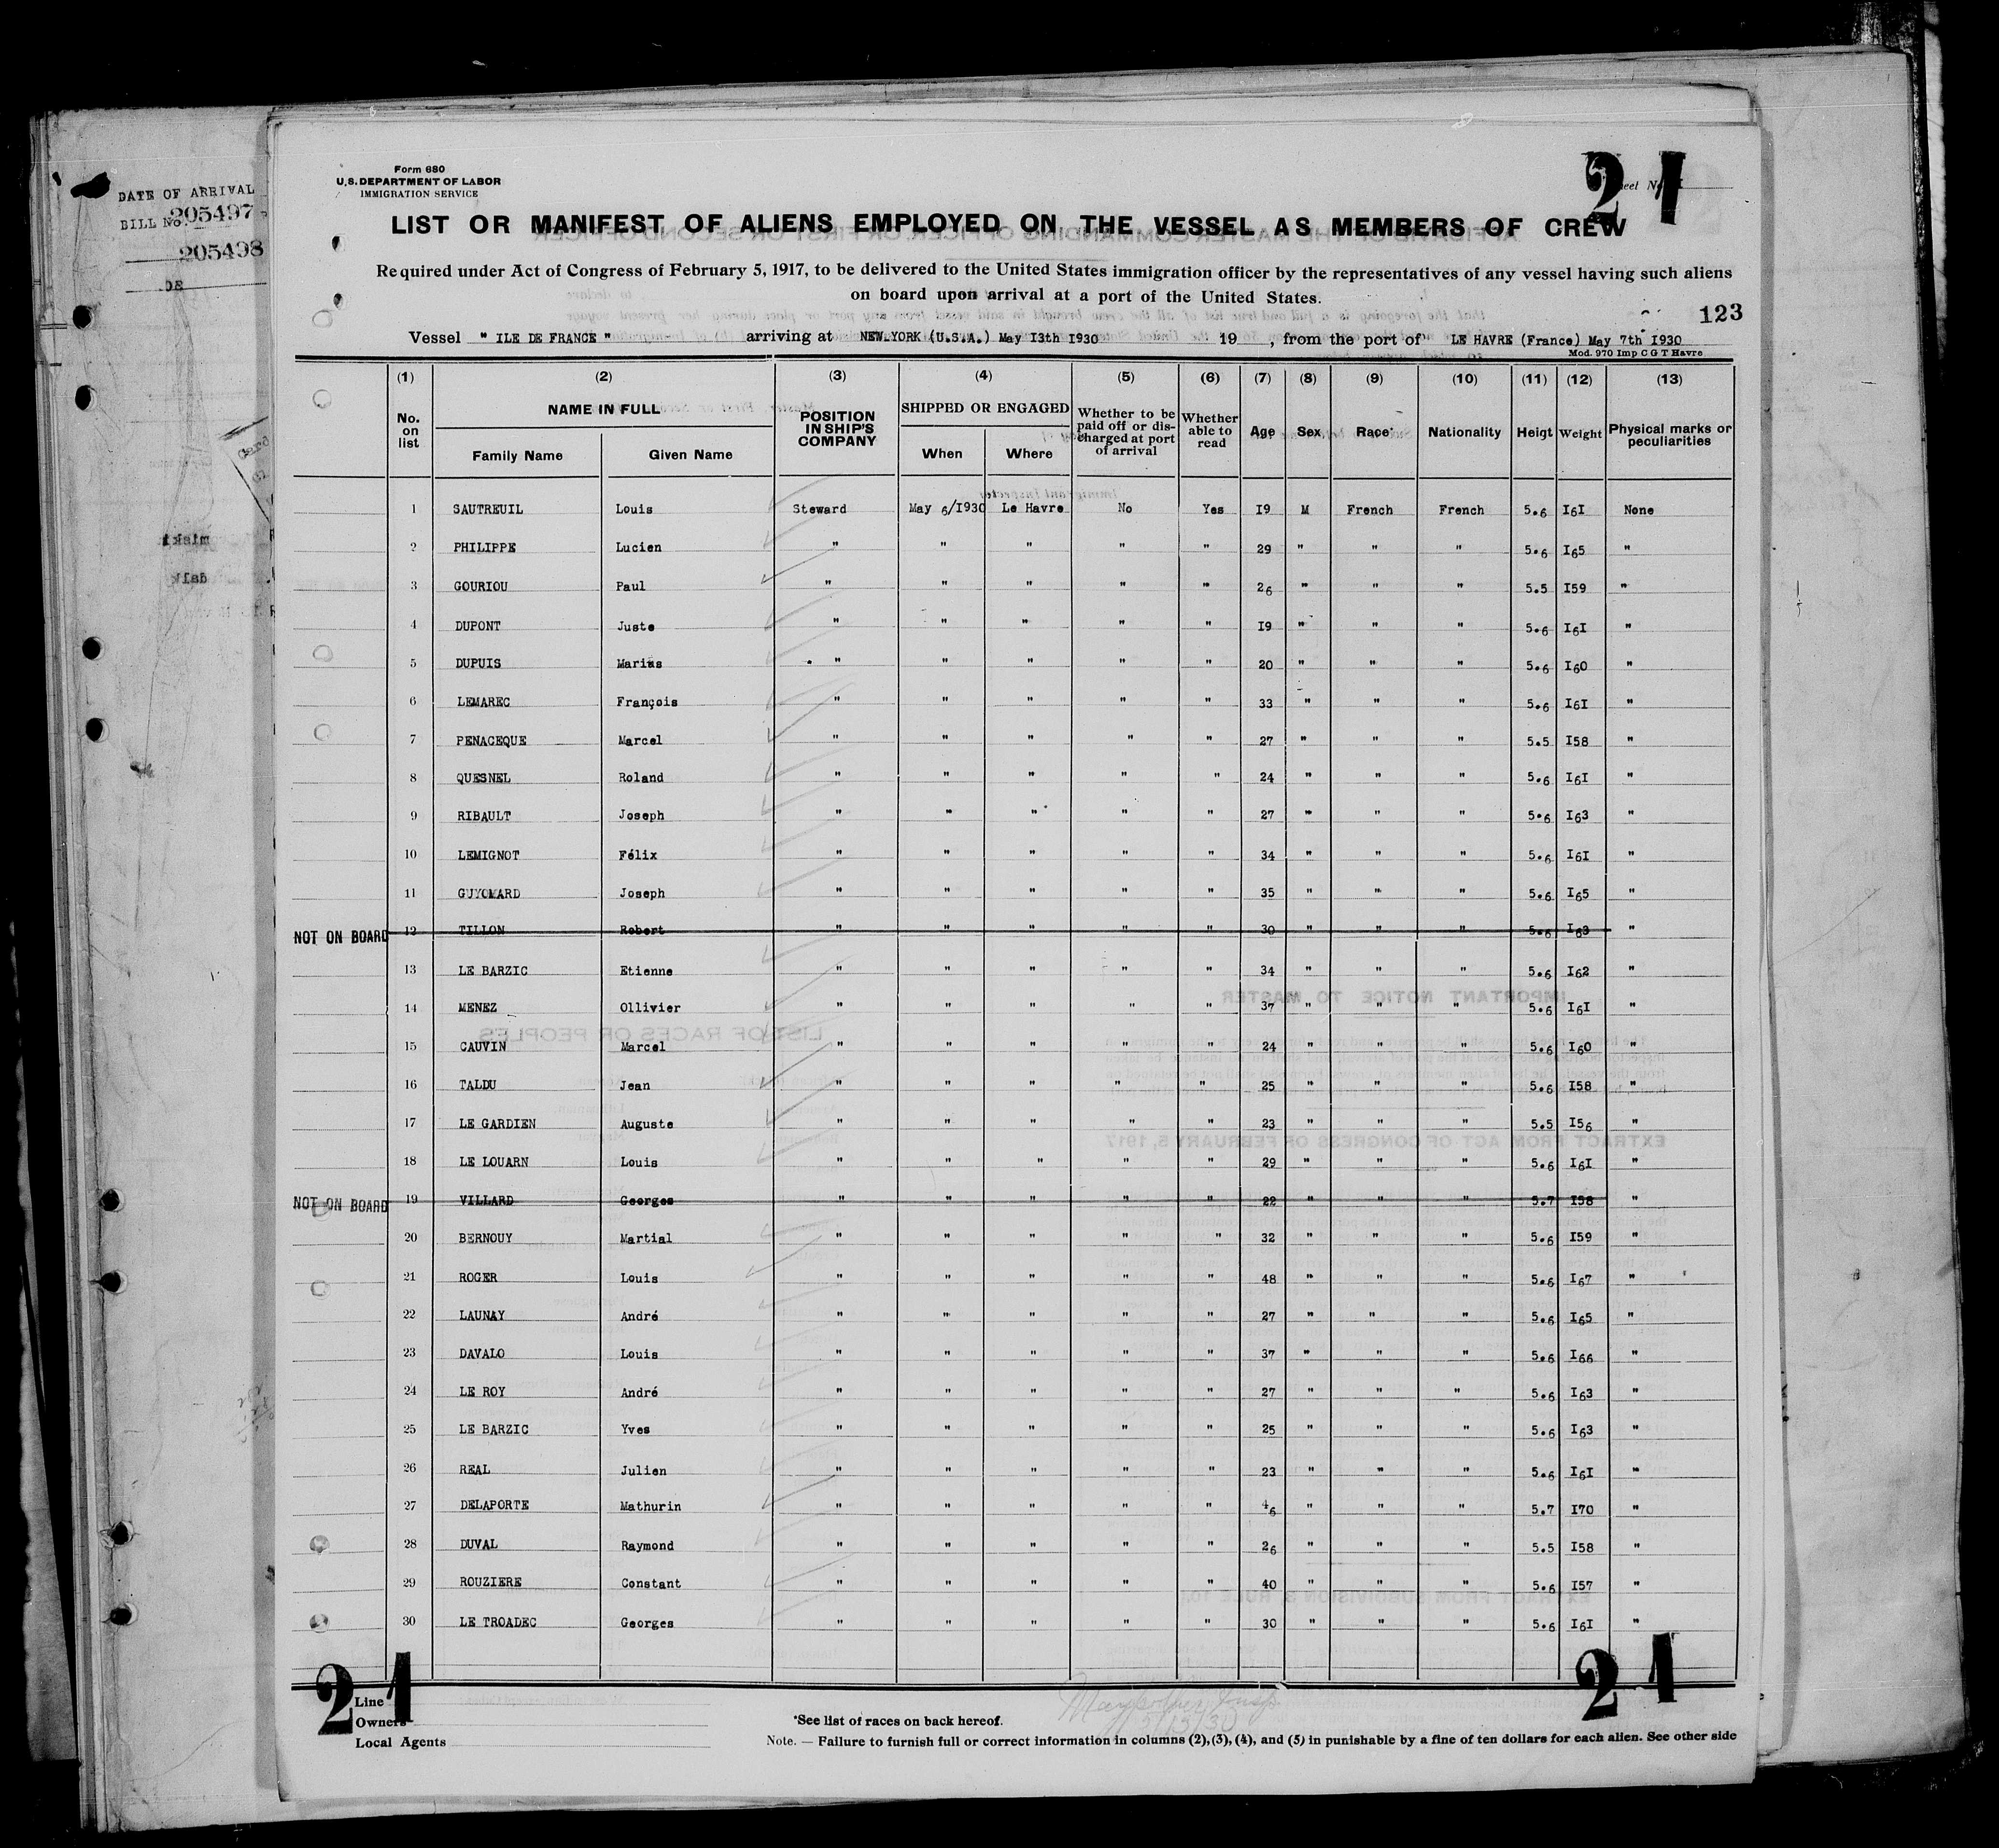 DATE OF ARRIVAL
BILL No. 205497
205498
DE
Form 680
U.S. DEPARTMENT OF LABOR
IMMIGRATION SERVICE
21
LIST OR MANIFEST OF ALIENS EMPLOYED ON THE VESSEL AS MEMBERS OF CREW
Required under Act of Congress of February 5, 1917, to be delivered to the United States immigration officer by the representatives of any vessel having such aliens
on board upon arrival at a port of the United States.
123
Vessel " ILE DE FRANCE " arriving at NEW.YORK (U.S.A.) May I3th I930 19 , from the port of LE HAVRE (France) May 7th I930
Mod. 970 Imp C G T Havre
(1) (2) (3) (4) (5) (6) (7) (8) (9) (10) (11) (12) (13)
No. on list NAME IN FULL Family Name Given Name POSITION IN SHIP'S COMPANY SHIPPED OR ENGAGED When Where Whether to be paid off or dis-charged at port of arrival Whether able to read Age Sex Race* Nationality Heigt Weight Physical marks or peculiarities
1 SAUTREUIL Louis Steward May 6/I930 Le Havre No Yes I9 M French French 5.6 I6I None
2 PHILIPPE Lucien " " " " " 29 " " " 5.6 I65 "
3 GOURIOU Paul " " " " " 26 " " " 5.5 I59 "
4 DUPONT Juste " " " " " I9 " " " 5.6 I6I "
5 DUPUIS Marius " " " " " 20 " " " 5.6 I60 "
6 LEMAREC François " " " " " 33 " " " 5.6 I6I "
7 PENACEQUE Marcel " " " " " 27 " " " 5.5 I58 "
8 QUESNEL Roland " " " " " 24 " " " 5.6 I6I "
9 RIBAULT Joseph " " " " " 27 " " " 5.6 I63 "
10 LEMIGNOT Félix " " " " " 34 " " " 5.6 I6I "
11 GUYOMARD Joseph " " " " " 35 " " " 5.6 I65 "
NOT ON BOARD 12 TILLON Robert " " " " " 30 " " " 5.6 I63 "
13 LE BARZIC Etienne " " " " " 34 " " " 5.6 I62 "
14 MENEZ Ollivier " " " " " 37 " " " 5.6 I6I "
15 CAUVIN Marcel " " " " " 24 " " " 5.6 I60 "
16 TALDU Jean " " " " " 25 " " " 5.6 I58 "
17 LE GARDIEN Auguste " " " " " 23 " " " 5.5 I56 "
18 LE LOUARN Louis " " " " " 29 " " " 5.6 I6I "
NOT ON BOARD 19 VILLARD Georges " " " " " 22 " " " 5.7 I58 "
20 BERNOUY Martial " " " " " 32 " " " 5.6 I59 "
21 ROGER Louis " " " " " 48 " " " 5.6 I67 "
22 LAUNAY André " " " " " 27 " " " 5.6 I65 "
23 DAVALO Louis " " " " " 37 " " " 5.6 I66 "
24 LE ROY André " " " " " 27 " " " 5.6 I63 "
25 LE BARZIC Yves " " " " " 25 " " " 5.6 I63 "
26 REAL Julien " " " " " 23 " " " 5.6 I6I "
27 DELAPORTE Mathurin " " " " " 46 " " " 5.7 I70 "
28 DUVAL Raymond " " " " " 26 " " " 5.5 I58 "
29 ROUZIERE Constant " " " " " 40 " " " 5.6 I57 "
30 LE TROADEC Georges " " " " " 30 " " " 5.6 I6I "
21 21
Line
Owners
Local Agents
*See list of races on back hereof.
5/13/30
Note. — Failure to furnish full or correct information in columns (2), (3), (4), and (5) in punishable by a fine of ten dollars for each alien. See other side